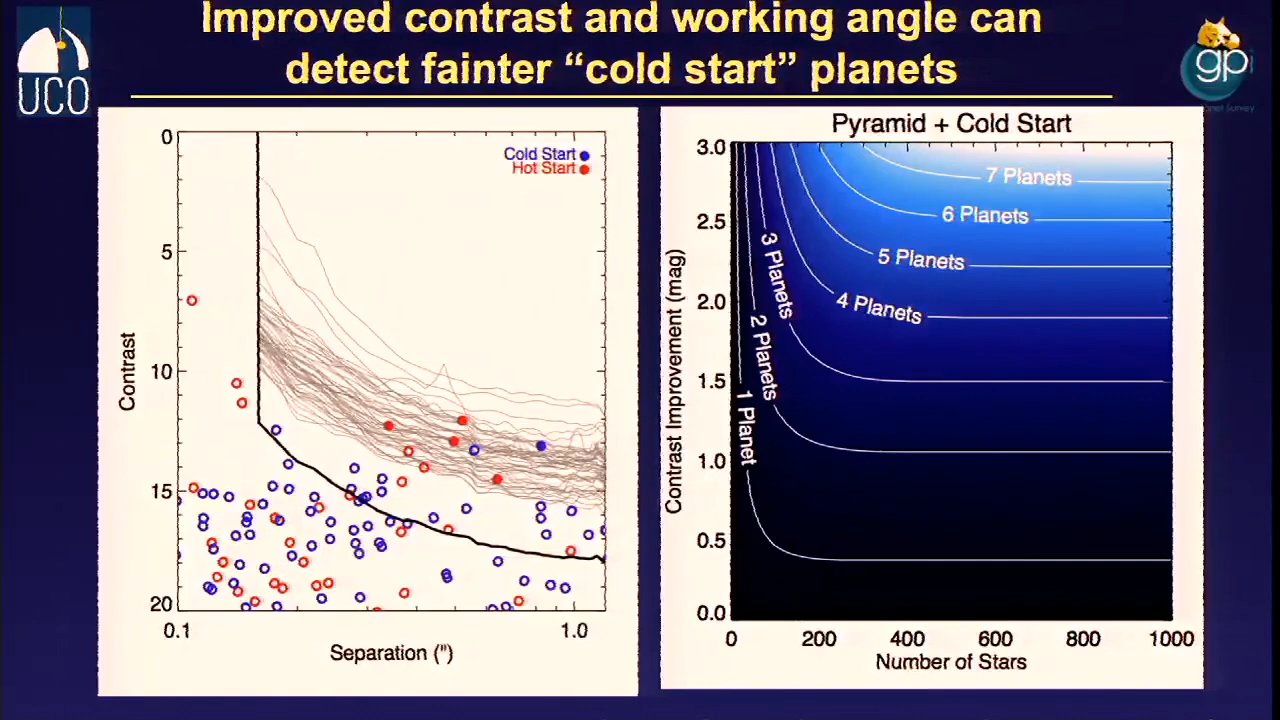 Improved contrast and working angle can
detect fainter “cold start” planets
UCO
gpi
Cold Start
Hot Start
0
5
10
15
20
0.1
1.0
Contrast
Separation (")
Pyramid + Cold Start
3.0
2.5
2.0
1.5
1.0
0.5
0.0
0
200
400
600
800
1000
Contrast Improvement (mag)
Number of Stars
7 Planets
6 Planets
5 Planets
4 Planets
3 Planets
2 Planets
1 Planet